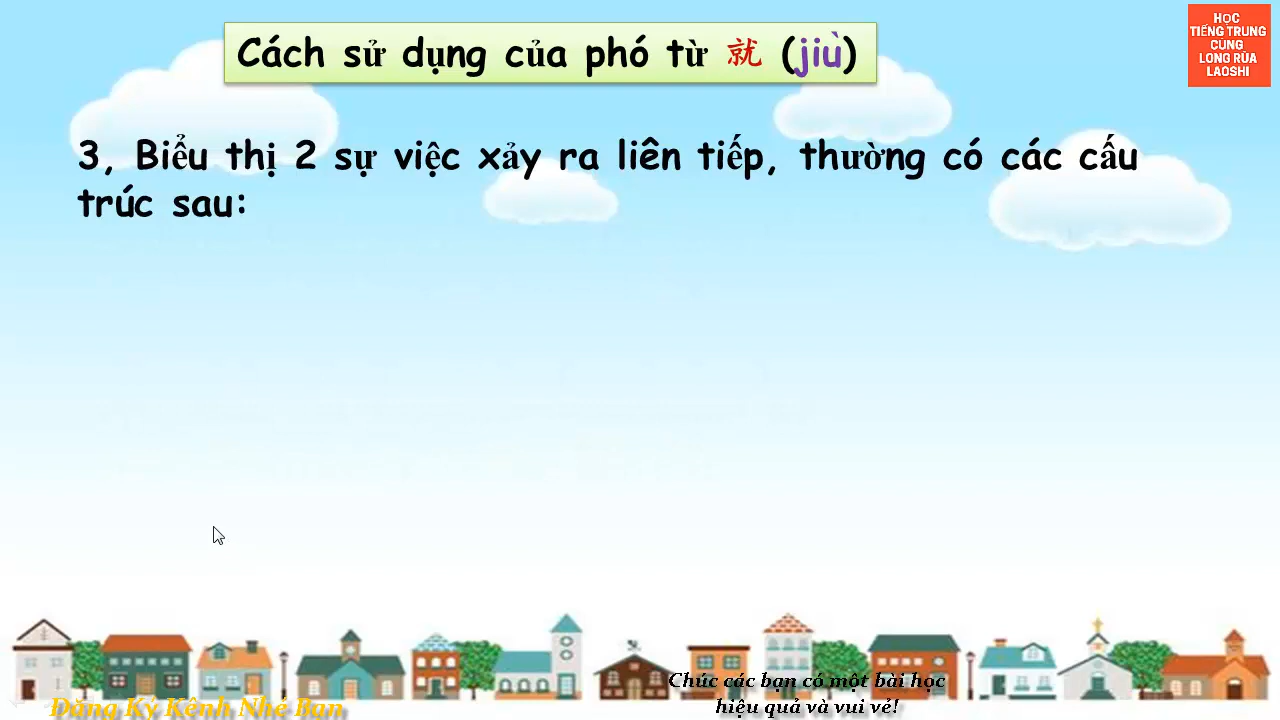 Cách sử dụng của phó từ 就 (jiù)
HỌC
TIẾNG TRUNG
CUNG
LONG RÙA
LAOSHI
3, Biểu thị 2 sự việc xảy ra liên tiếp, thường có các cấu
trúc sau:
Chúc các bạn có một bài học
hiệu quả và vui vẻ!
Đăng Ký Kênh Nhé Bạn